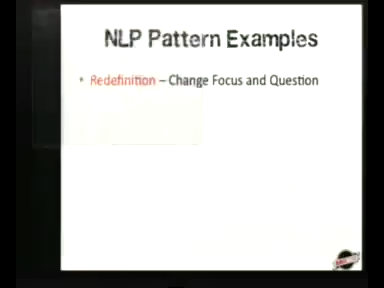 NLP Pattern Examples
Redefinition – Change Focus and Question